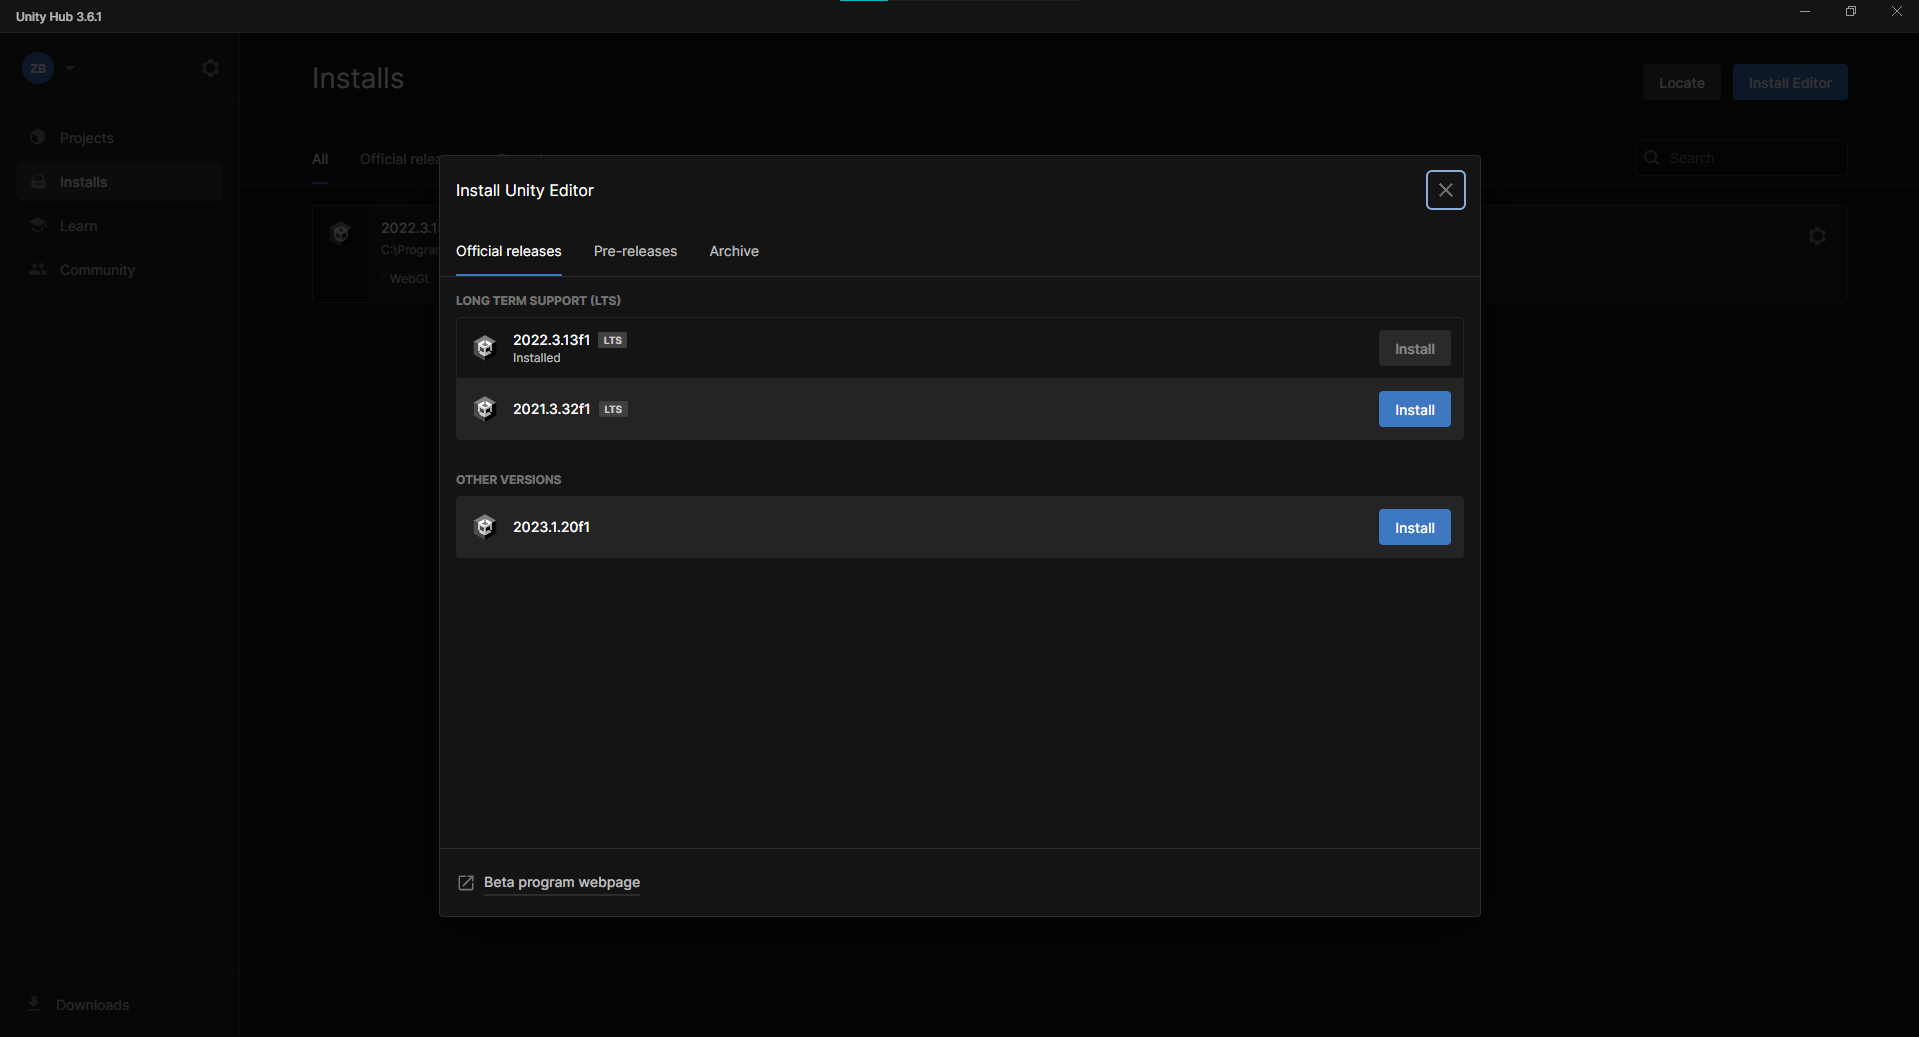 Unity Hub 3.6.1
ZB
Installs
Locate
Install Editor
Projects
Installs
Learn
Community
All
Official relea
Search
2022.3.1
C:\Program
WebGL
Install Unity Editor
Official releases
Pre-releases
Archive
LONG TERM SUPPORT (LTS)
2022.3.13f1 LTS
Installed
Install
2021.3.32f1 LTS
Install
OTHER VERSIONS
2023.1.20f1
Install
Beta program webpage
Downloads